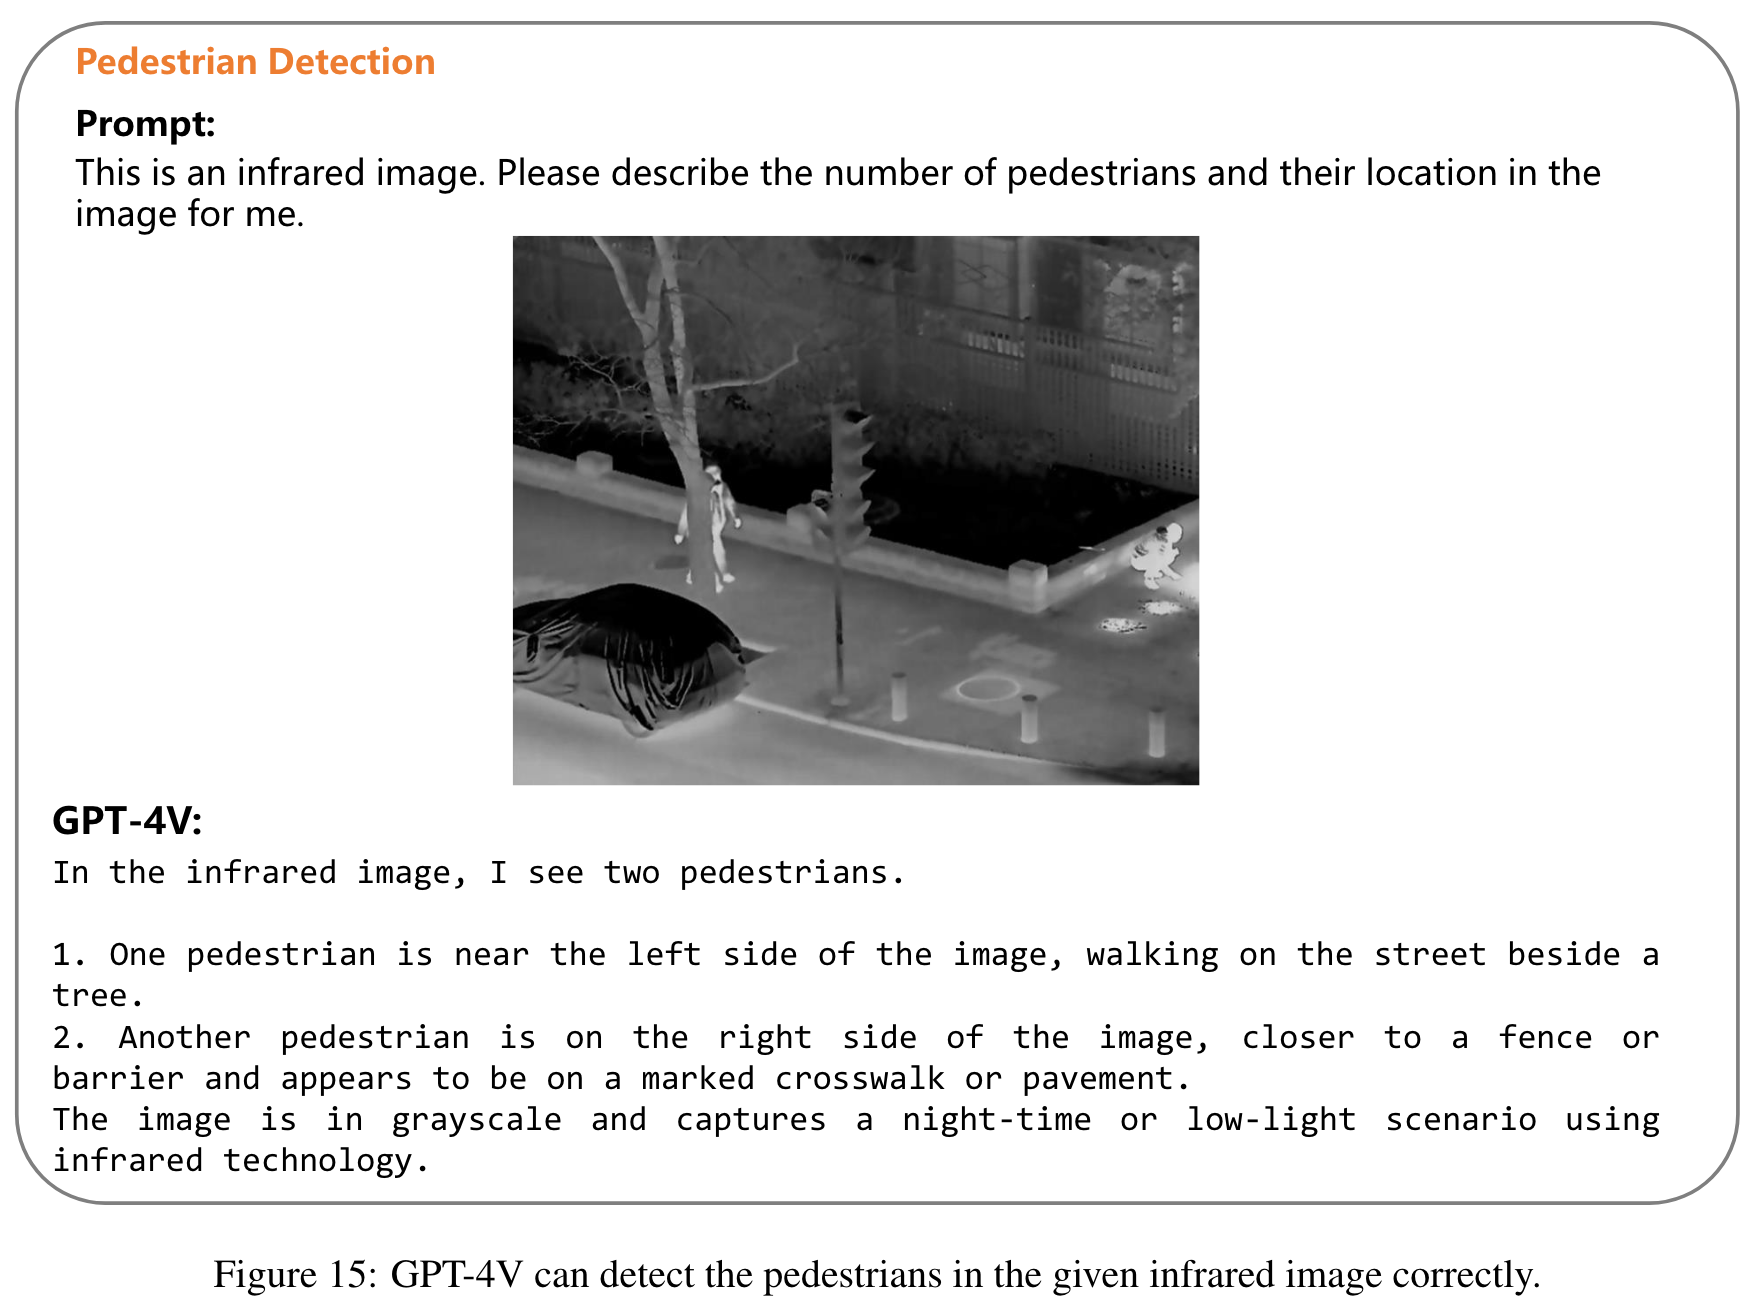 Pedestrian Detection
Prompt:
This is an infrared image. Please describe the number of pedestrians and their location in the
image for me.
GPT-4V:
In the infrared image, I see two pedestrians.
1. One pedestrian is near the left side of the image, walking on the street beside a
tree.
2. Another pedestrian is on the right side of the image, closer to a fence or
barrier and appears to be on a marked crosswalk or pavement.
The image is in grayscale and captures a night-time or low-light scenario using
infrared technology.
Figure 15: GPT-4V can detect the pedestrians in the given infrared image correctly.